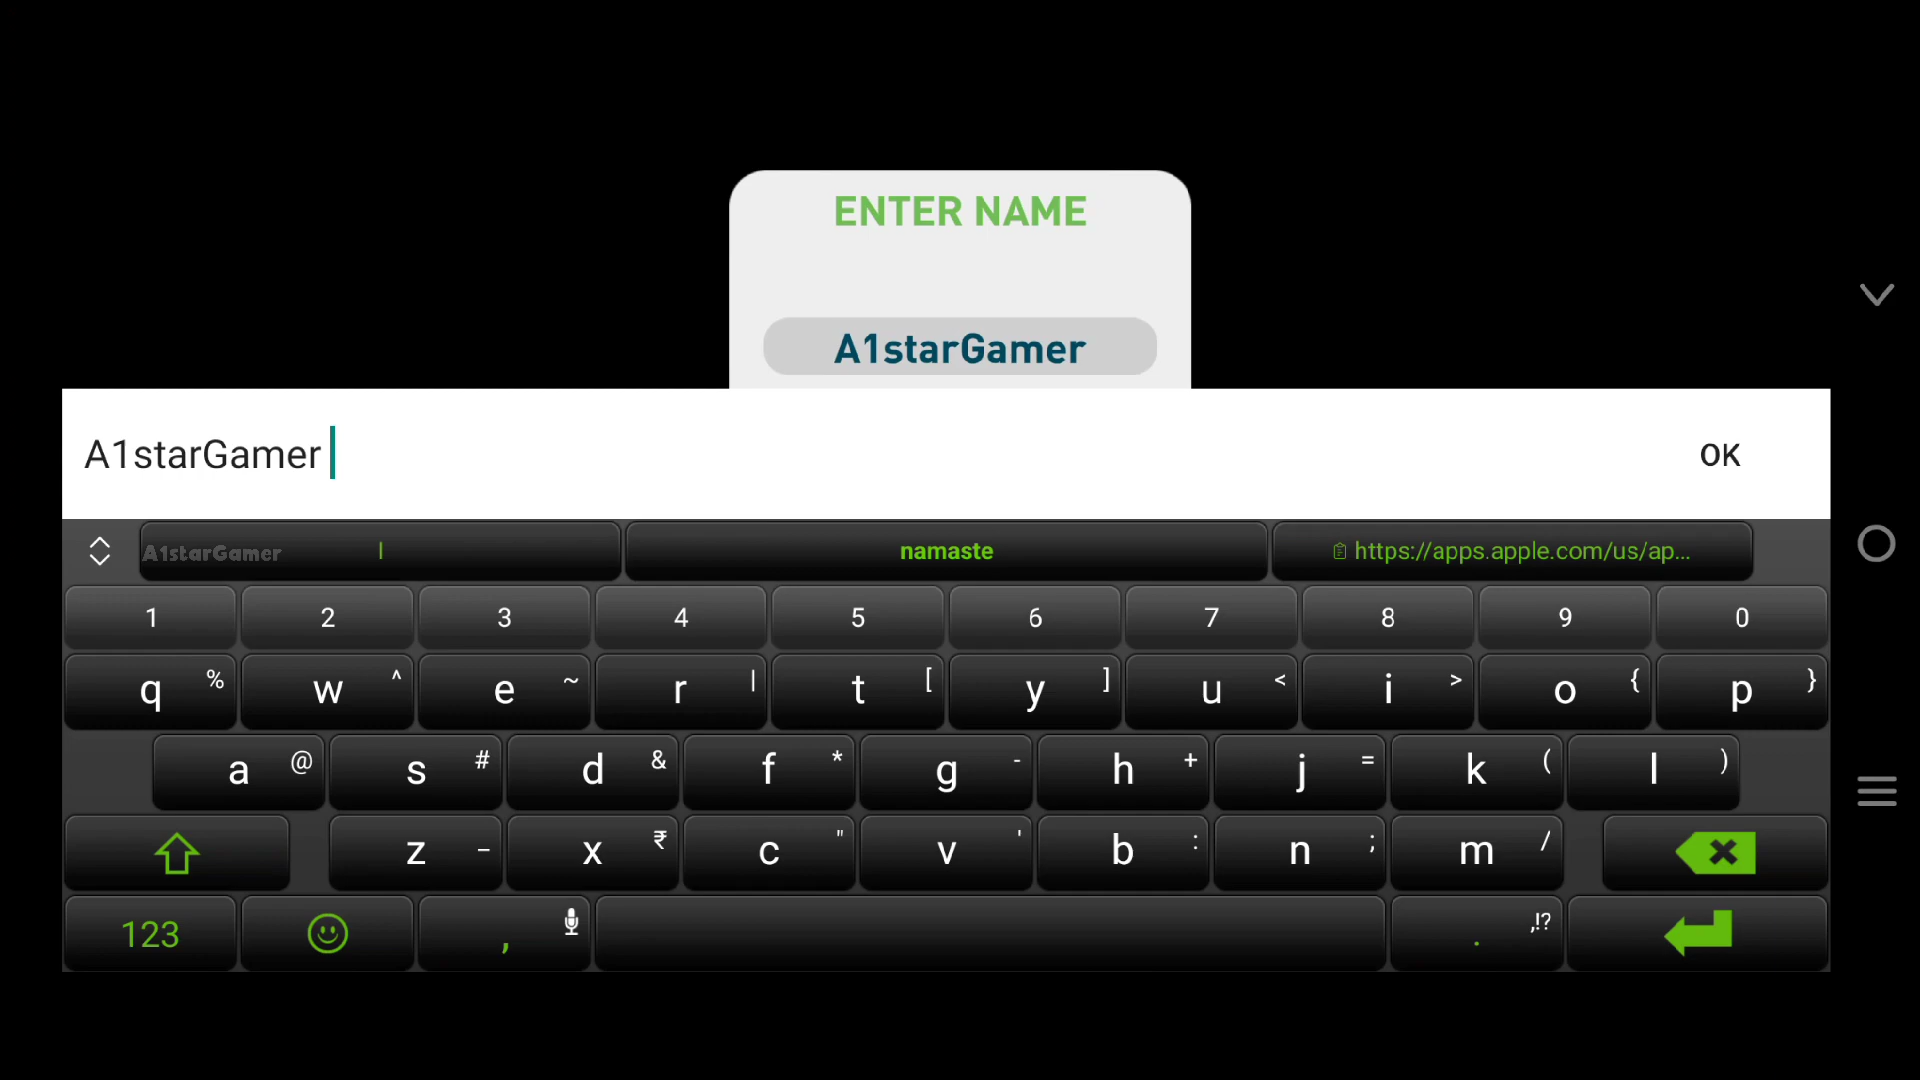 ENTER NAME
A1starGamer
A1starGamer OK
A1starGamer I namaste https://apps.apple.com/us/ap...
1 2 3 4 5 6 7 8 9 0
q % w ^ e ~ r | t [ y ] u < i > o { p }
a @ s # d & f * g - h + j = k ( l )
z _ x ₹ c " v ' b : n ; m /
123 , . ,!?